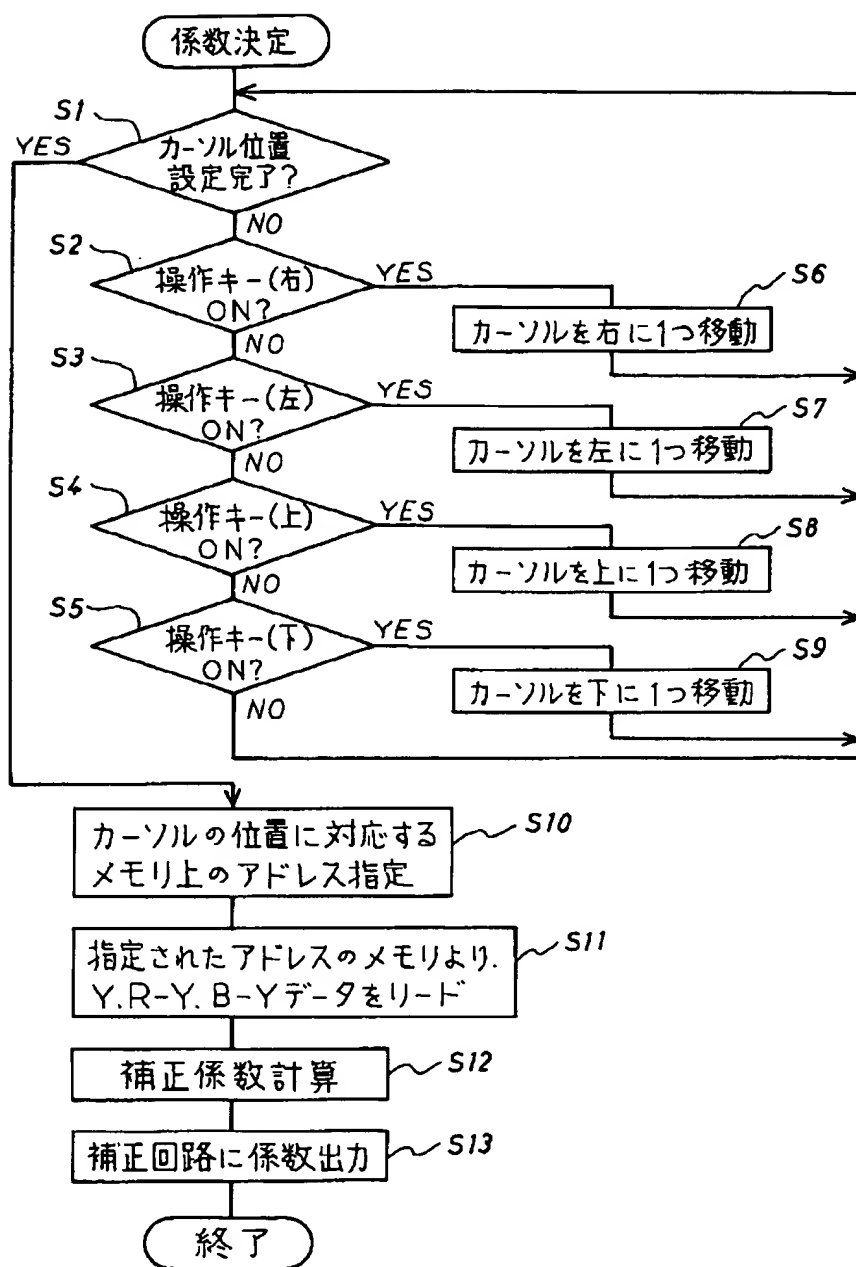 係数決定
S1
YES
カーソル位置
設定完了?
NO
S2
操作キー(右)
ON?
YES
NO
S6
カーソルを右に1つ移動
S3
操作キー(左)
ON?
YES
NO
S7
カーソルを左に1つ移動
S4
操作キー(上)
ON?
YES
NO
S8
カーソルを上に1つ移動
S5
操作キー(下)
ON?
YES
NO
S9
カーソルを下に1つ移動
カーソルの位置に対応する
メモリ上のアドレス指定
S10
指定されたアドレスのメモリより.
Y.R-Y.B-Yデータをリード
S11
補正係数計算
S12
補正回路に係数出力
S13
終了